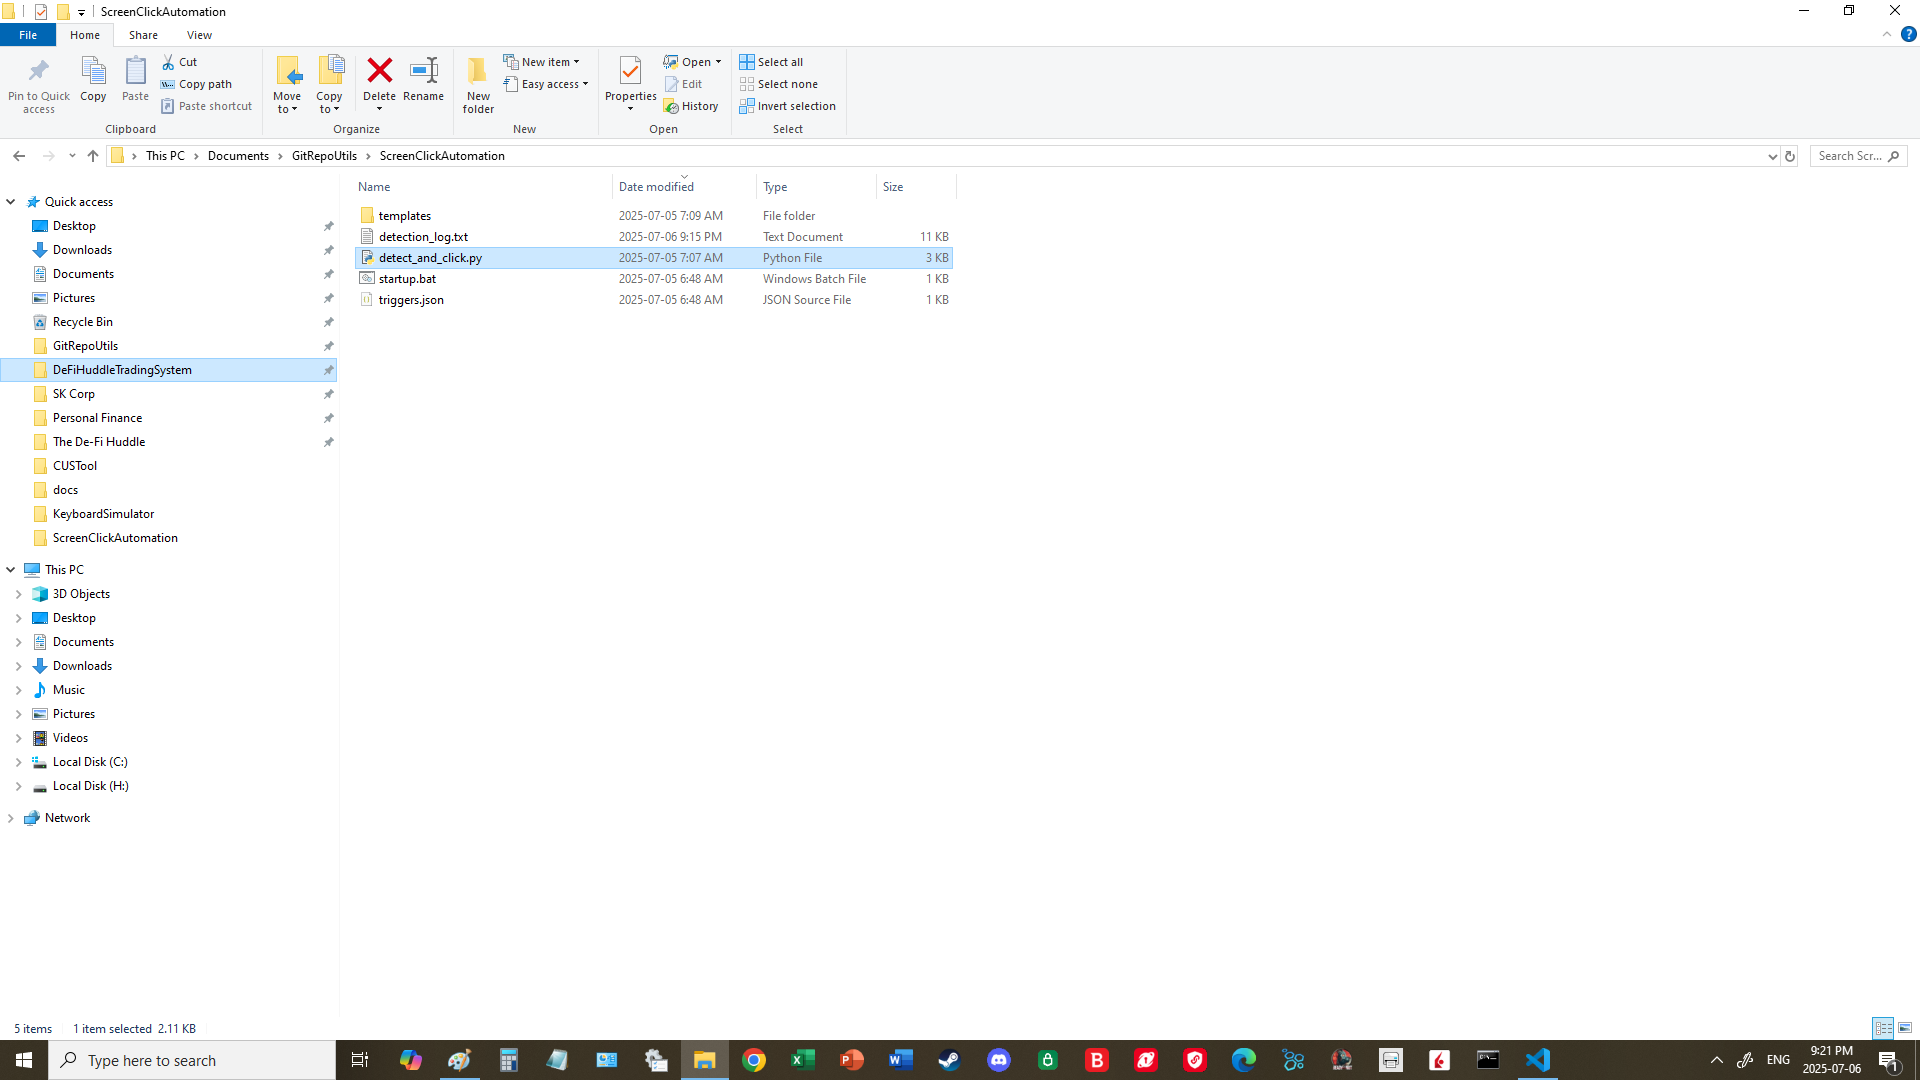 ScreenClickAutomation
File
Home
Share
View
Pin to Quick access
Copy
Paste
Cut
Copy path
Paste shortcut
Clipboard
Move to
Copy to
Delete
Rename
Organize
New folder
New item
Easy access
New
Properties
Open
Edit
History
Open
Select all
Select none
Invert selection
Select
This PC
Documents
GitRepoUtils
ScreenClickAutomation
Search Scr...
Quick access
Desktop
Downloads
Documents
Pictures
Recycle Bin
GitRepoUtils
DeFiHuddleTradingSystem
SK Corp
Personal Finance
The De-Fi Huddle
CUSTool
docs
KeyboardSimulator
ScreenClickAutomation
This PC
3D Objects
Desktop
Documents
Downloads
Music
Pictures
Videos
Local Disk (C:)
Local Disk (H:)
Network
Name Date modified Type Size
templates 2025-07-05 7:09 AM File folder
detection_log.txt 2025-07-06 9:15 PM Text Document 11 KB
detect_and_click.py 2025-07-05 7:07 AM Python File 3 KB
startup.bat 2025-07-05 6:48 AM Windows Batch File 1 KB
triggers.json 2025-07-05 6:48 AM JSON Source File 1 KB
5 items 1 item selected 2.11 KB
Type here to search
ENG
9:21 PM
2025-07-06
1